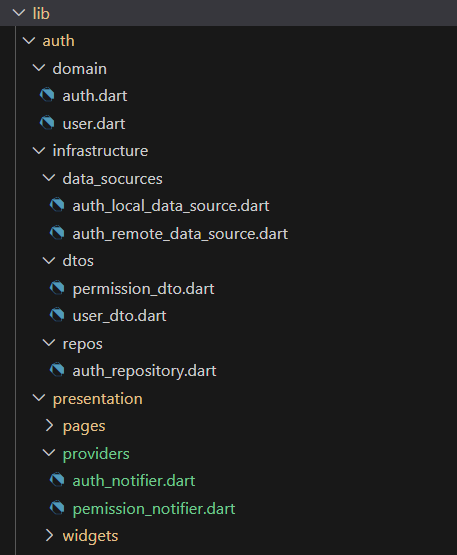 lib
auth
domain
auth.dart
user.dart
infrastructure
data_socurces
auth_local_data_source.dart
auth_remote_data_source.dart
dtos
permission_dto.dart
user_dto.dart
repos
auth_repository.dart
presentation
pages
providers
auth_notifier.dart
pemission_notifier.dart
widgets